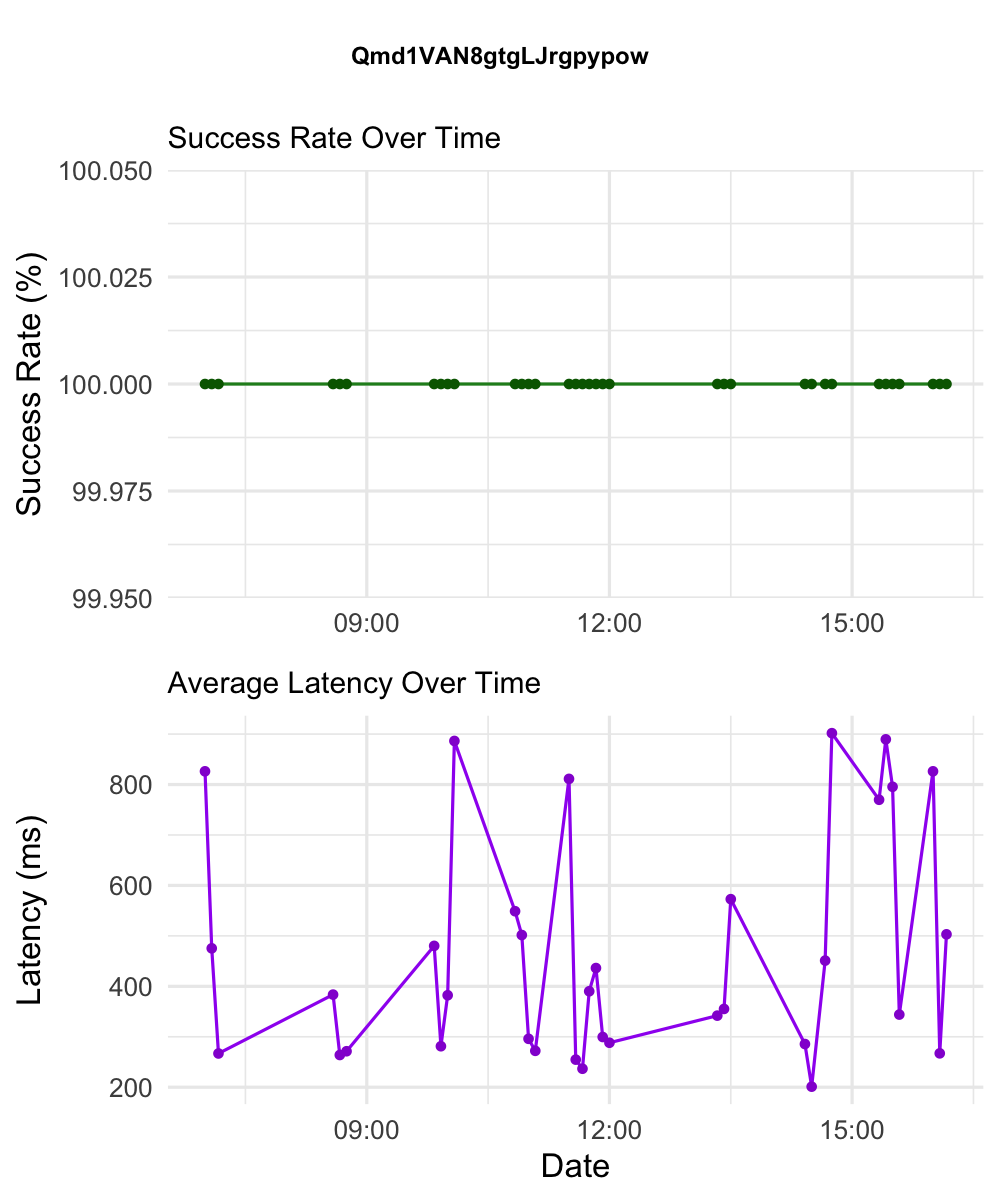 Qmd1VAN8gtgLJrgpypow
Success Rate Over Time
100.050
100.025
100.000
99.975
99.950
Success Rate (%)
09:00 12:00 15:00
Average Latency Over Time
800
600
400
200
Latency (ms)
09:00 12:00 15:00
Date